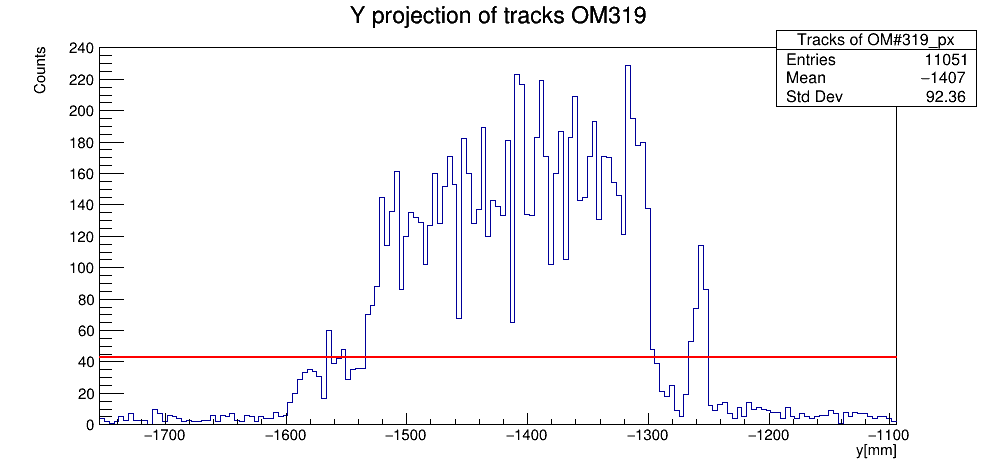 Y projection of tracks OM319
Tracks of OM#319_px
Entries 11051
Mean −1407
Std Dev 92.36
Counts
240
220
200
180
160
140
120
100
80
60
40
20
0
−1700 −1600 −1500 −1400 −1300 −1200 −1100
y[mm]